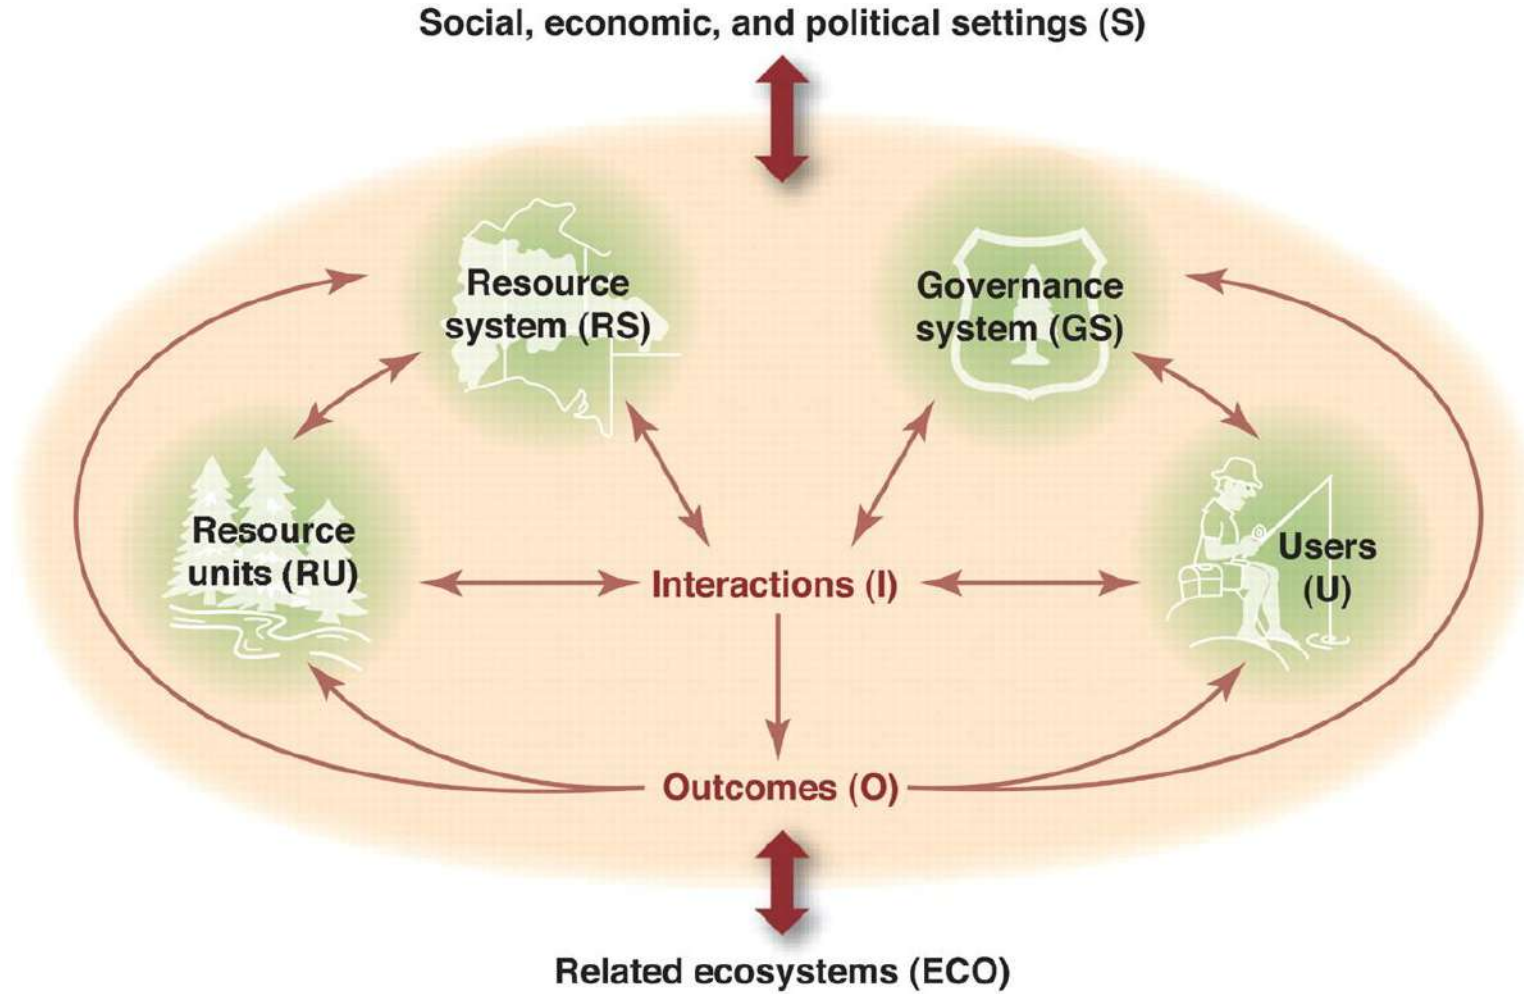 Social, economic, and political settings (S)
Resource
system (RS)
Governance
system (GS)
Resource
units (RU)
Interactions (I)
Users
(U)
Outcomes (O)
Related ecosystems (ECO)